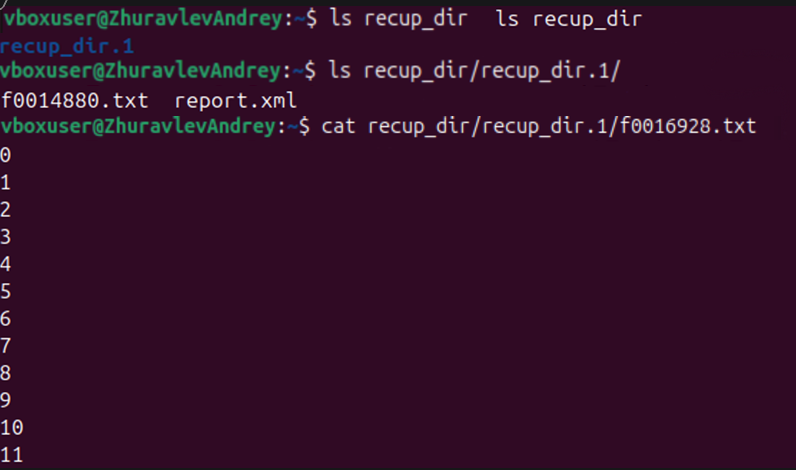 vboxuser@ZhuravlevAndrey:~$ ls recup_dir  ls recup_dir
recup_dir.1
vboxuser@ZhuravlevAndrey:~$ ls recup_dir/recup_dir.1/
f0014880.txt  report.xml
vboxuser@ZhuravlevAndrey:~$ cat recup_dir/recup_dir.1/f0016928.txt
0
1
2
3
4
5
6
7
8
9
10
11